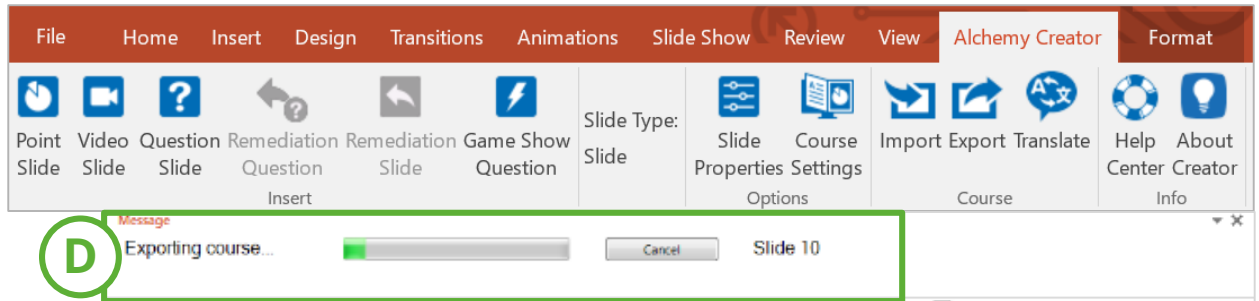 File Home Insert Design Transitions Animations Slide Show Review View Alchemy Creator Format
Point Slide
Video Slide
Question Slide
Remediation Question
Remediation Slide
Game Show Question
Insert
Slide Type:
Slide
Slide Properties
Course Settings
Options
Import Export Translate
Course
Help Center
About Creator
Info
Message
D
Exporting course... Cancel Slide 10